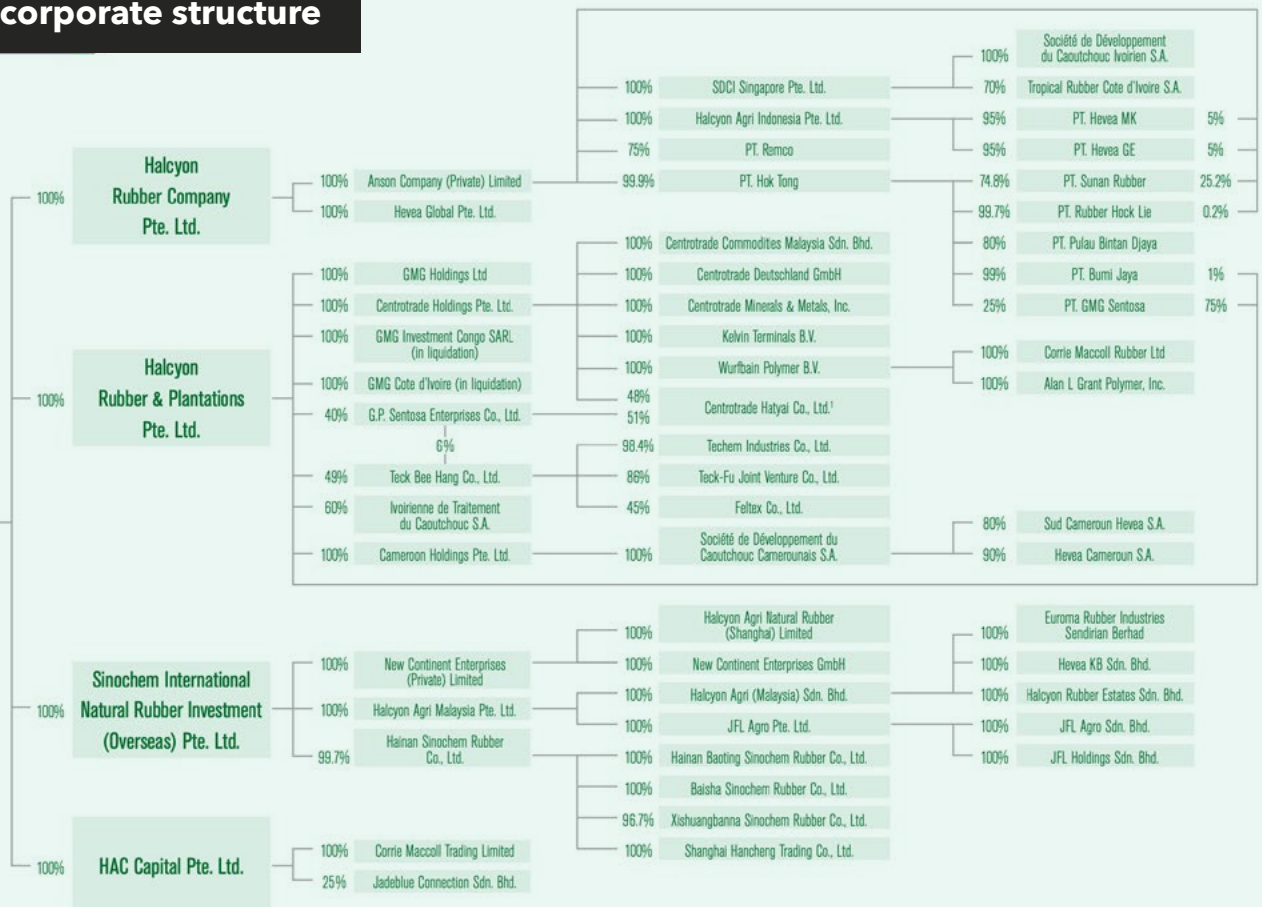 corporate structure
100%
Halcyon
Rubber Company
Pte. Ltd.
100%
Anson Company (Private) Limited
100%
Hevea Global Pte. Ltd.
100%
SDCI Singapore Pte. Ltd.
100%
Halcyon Agri Indonesia Pte. Ltd.
75%
PT. Remco
99.9%
PT. Hok Tong
100%
Société de Développement
du Caoutchouc Ivoirien S.A.
70%
Tropical Rubber Cote d'Ivoire S.A.
95%
PT. Hevea MK
5%
95%
PT. Hevea GE
5%
74.8%
PT. Sunan Rubber
25.2%
99.7%
PT. Rubber Hock Lie
0.2%
80%
PT. Pulau Bintan Djaya
99%
PT. Bumi Jaya
1%
25%
PT. GMG Sentosa
75%
100%
Halcyon
Rubber & Plantations
Pte. Ltd.
100%
GMG Holdings Ltd
100%
Centrotrade Holdings Pte. Ltd.
100%
GMG Investment Congo SARL
(in liquidation)
100%
GMG Cote d'Ivoire (in liquidation)
40%
G.P. Sentosa Enterprises Co., Ltd.
6%
49%
Teck Bee Hang Co., Ltd.
60%
Ivoirienne de Traitement
du Caoutchouc S.A.
100%
Cameroon Holdings Pte. Ltd.
100%
Centrotrade Commodities Malaysia Sdn. Bhd.
100%
Centrotrade Deutschland GmbH
100%
Centrotrade Minerals & Metals, Inc.
100%
Kelvin Terminals B.V.
100%
Wurfbain Polymer B.V.
48%
51%
Centrotrade Hatyai Co., Ltd.¹
98.4%
Techem Industries Co., Ltd.
86%
Teck-Fu Joint Venture Co., Ltd.
45%
Feltex Co., Ltd.
100%
Société de Développement du
Caoutchouc Camerounais S.A.
100%
Corrie Maccoll Rubber Ltd
100%
Alan L Grant Polymer, Inc.
80%
Sud Cameroun Hevea S.A.
90%
Hevea Cameroun S.A.
100%
Sinochem International
Natural Rubber Investment
(Overseas) Pte. Ltd.
100%
New Continent Enterprises
(Private) Limited
100%
Halcyon Agri Malaysia Pte. Ltd.
99.7%
Hainan Sinochem Rubber
Co., Ltd.
100%
Halcyon Agri Natural Rubber
(Shanghai) Limited
100%
New Continent Enterprises GmbH
100%
Halcyon Agri (Malaysia) Sdn. Bhd.
100%
JFL Agro Pte. Ltd.
100%
Hainan Baoting Sinochem Rubber Co., Ltd.
100%
Baisha Sinochem Rubber Co., Ltd.
96.7%
Xishuangbanna Sinochem Rubber Co., Ltd.
100%
Shanghai Hancheng Trading Co., Ltd.
100%
Euroma Rubber Industries
Sendirian Berhad
100%
Hevea KB Sdn. Bhd.
100%
Halcyon Rubber Estates Sdn. Bhd.
100%
JFL Agro Sdn. Bhd.
100%
JFL Holdings Sdn. Bhd.
100%
HAC Capital Pte. Ltd.
100%
Corrie Maccoll Trading Limited
25%
Jadeblue Connection Sdn. Bhd.